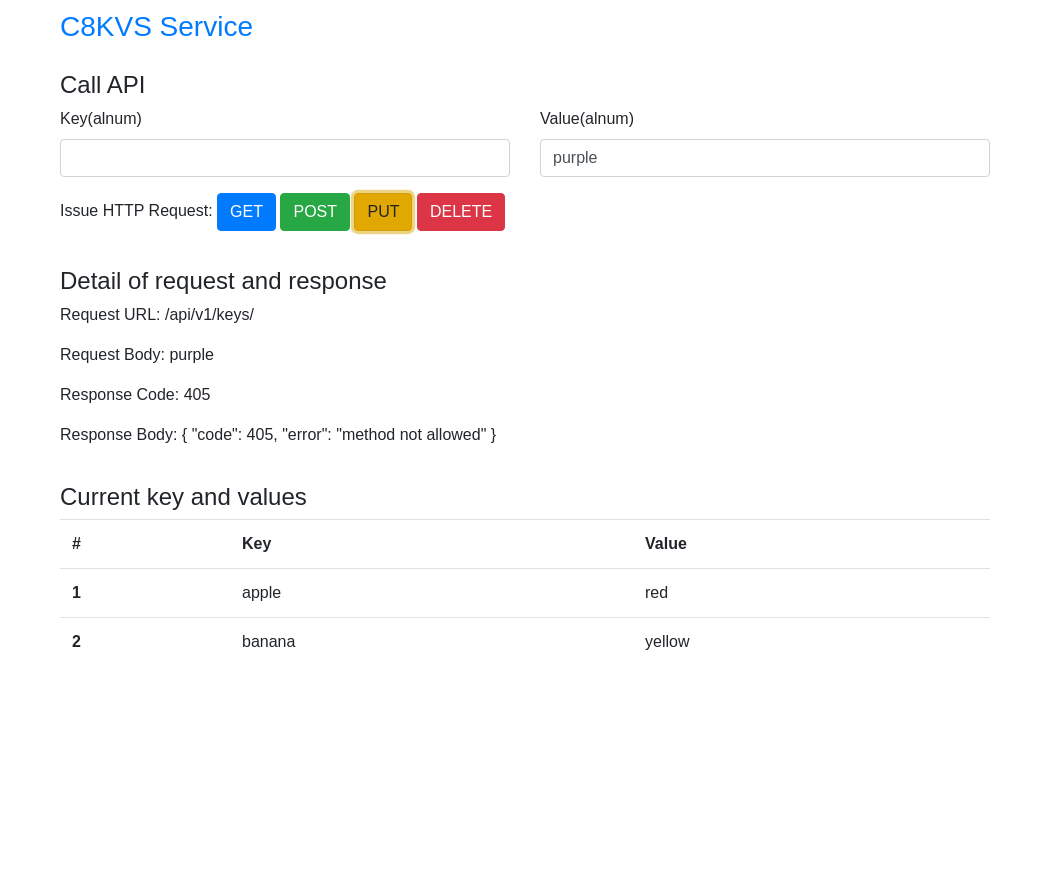 C8KVS Service
Call API
Key(alnum) Value(alnum)
purple
Issue HTTP Request: GET POST PUT DELETE
Detail of request and response
Request URL: /api/v1/keys/
Request Body: purple
Response Code: 405
Response Body: { "code": 405, "error": "method not allowed" }
Current key and values
# Key Value
1 apple red
2 banana yellow